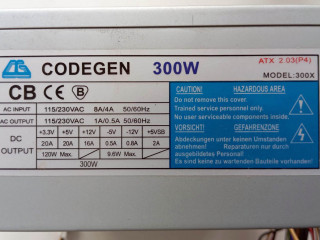 CODEGEN 300W
ATX 2.03(P4)
MODEL:300X
CB CE B
AC INPUT 115/230VAC 8A/4A 50/60Hz
AC OUTPUT 115/230VAC 1A/0.5A 50/60Hz
DC OUTPUT
+3.3V +5V +12V -5V -12V +5VSB
20A 20A 16A 0.5A 0.8A 2A
120W Max. 9.6W Max.
300W
CAUTION! HAZARDOUS AREA
Do not remove this cover.
Trained service personnel only.
No user serviceable components inside.
VORSICHT! GEFAHRENZONE
Abdeckungen unter keinen Umständen
abnehmen. Reparaturen nur durch
ausgebildetes Personal!
Es sind keine zu wartenden Bauteile vorhanden